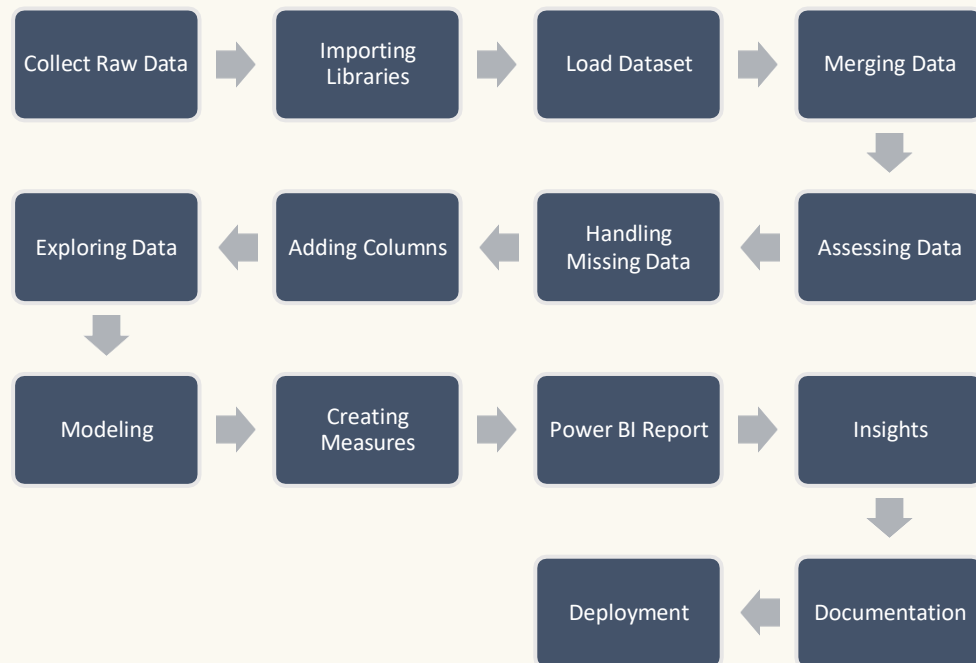 Collect Raw Data
Importing
Libraries
Load Dataset
Merging Data
Assessing Data
Handling
Missing Data
Adding Columns
Exploring Data
Modeling
Creating
Measures
Power BI Report
Insights
Documentation
Deployment